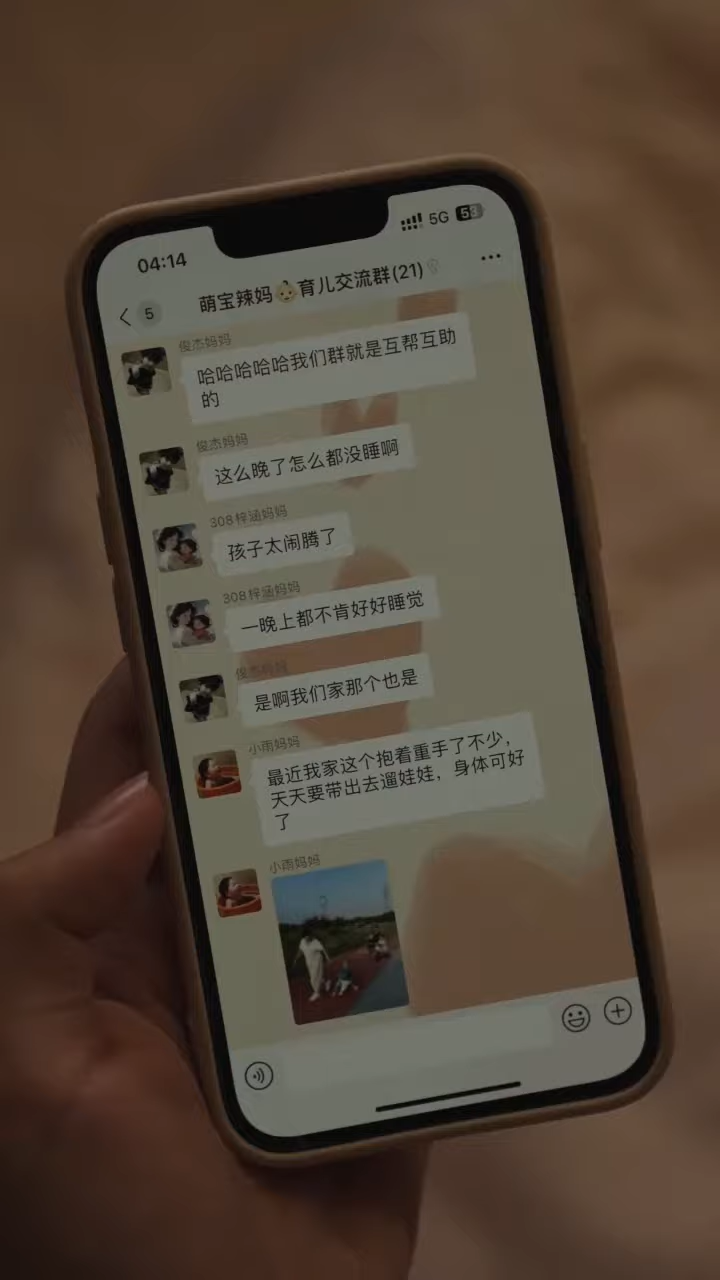 04:14
5G 53
5
萌宝辣妈👶育儿交流群(21)
俊杰妈妈
哈哈哈哈哈我们群就是互帮互助
的
俊杰妈妈
这么晚了怎么都没睡啊
308梓涵妈妈
孩子太闹腾了
308梓涵妈妈
一晚上都不肯好好睡觉
俊杰妈妈
是啊我们家那个也是
小雨妈妈
最近我家这个抱着重手了不少，
天天要带出去遛娃娃，身体可好
了
小雨妈妈